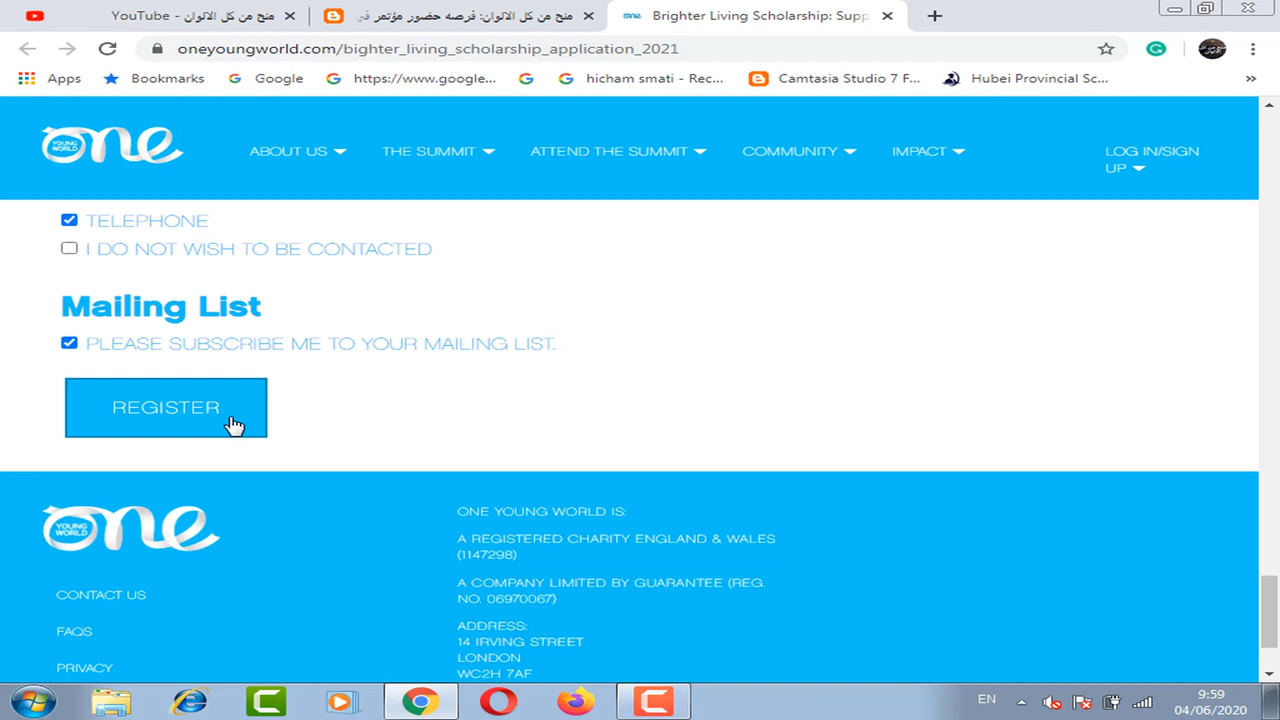 منح من كل الالوان - YouTube
منح من كل الالوان: فرصه حضور مؤتمر في
Brighter Living Scholarship: Supp
oneyoungworld.com/bighter_living_scholarship_application_2021
Apps
Bookmarks
Google
https://www.google...
hicham smati - Rec...
Camtasia Studio 7 F...
Hubei Provincial Sc...
YOUNG WORLD one
ABOUT US
THE SUMMIT
ATTEND THE SUMMIT
COMMUNITY
IMPACT
LOG IN/SIGN
UP
TELEPHONE
I DO NOT WISH TO BE CONTACTED
Mailing List
PLEASE SUBSCRIBE ME TO YOUR MAILING LIST.
REGISTER
YOUNG WORLD one
CONTACT US
FAQS
PRIVACY
ONE YOUNG WORLD IS:
A REGISTERED CHARITY ENGLAND & WALES
(1147298)
A COMPANY LIMITED BY GUARANTEE (REG.
NO. 06970067)
ADDRESS:
14 IRVING STREET
LONDON
WC2H 7AF
EN
9:59
04/06/2020